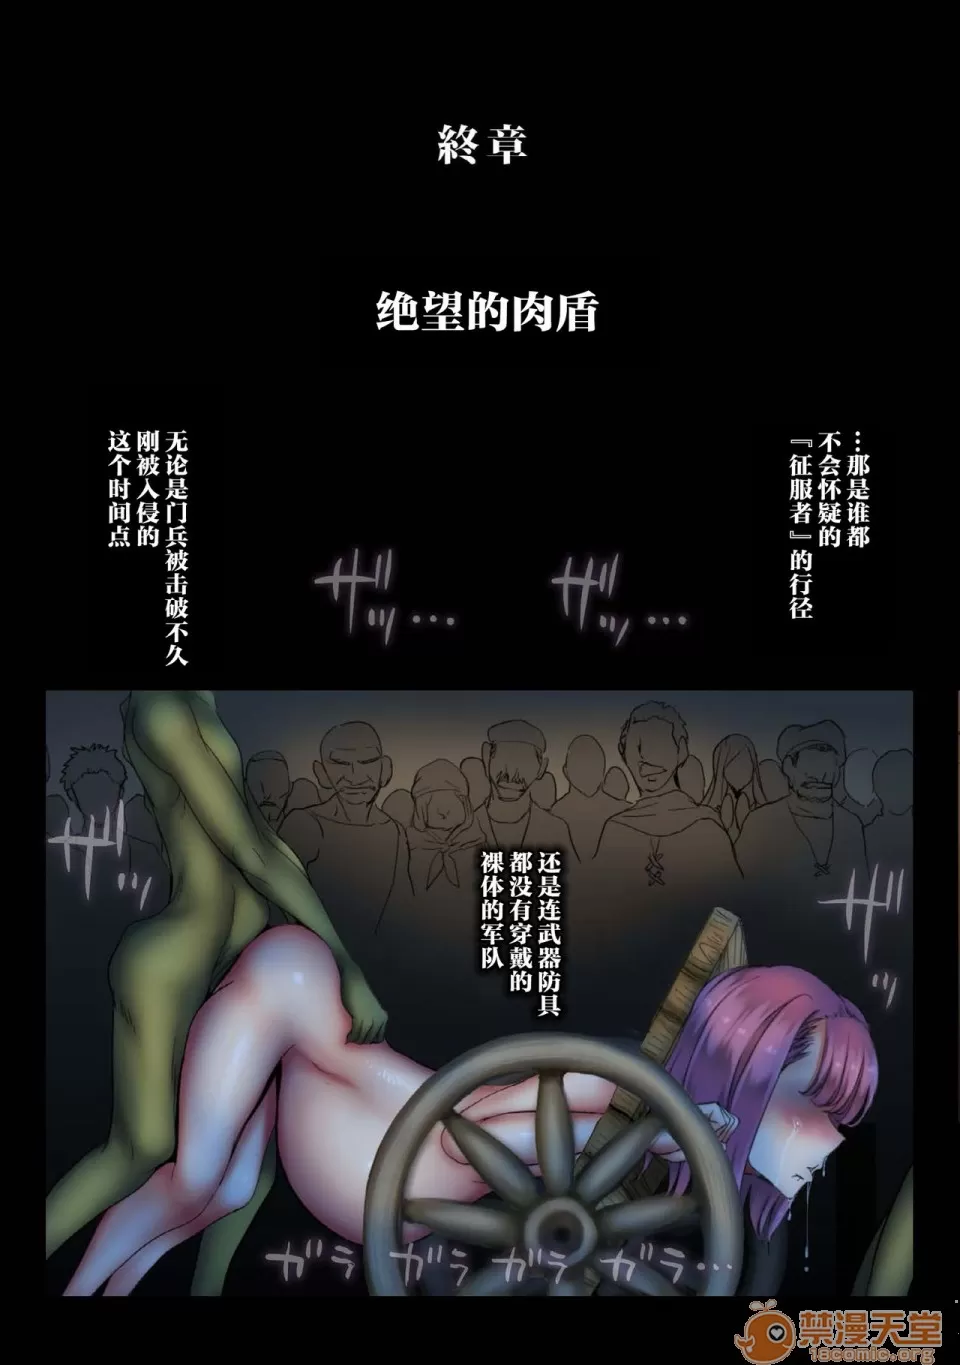 終章
绝望的肉盾
…那是谁都
不会怀疑的
『征服者』的行径
ザッ…
ザッ…
无论是门兵被击破不久
刚被入侵的
这个时间点
ザッ
ザッ
还是连武器防具
都没有穿戴的
裸体的军队
ガラガラガラガラ…
禁漫天堂
18comic.org